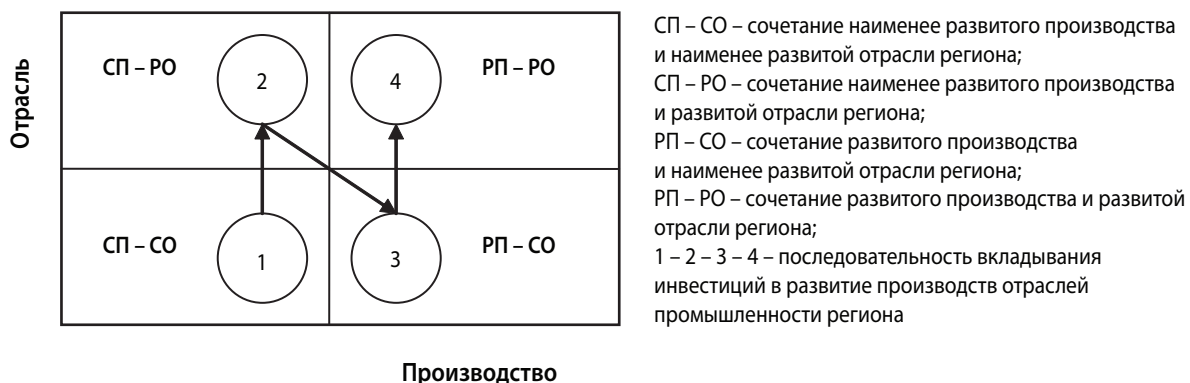 Отрасль
СП – РО
2
4
РП – РО
СП – СО
1
3
РП – СО
Производство
СП – СО – сочетание наименее развитого производства
и наименее развитой отрасли региона;
СП – РО – сочетание наименее развитого производства
и развитой отрасли региона;
РП – СО – сочетание развитого производства
и наименее развитой отрасли региона;
РП – РО – сочетание развитого производства и развитой
отрасли региона;
1 – 2 – 3 – 4 – последовательность вкладывания
инвестиций в развитие производств отраслей
промышленности региона